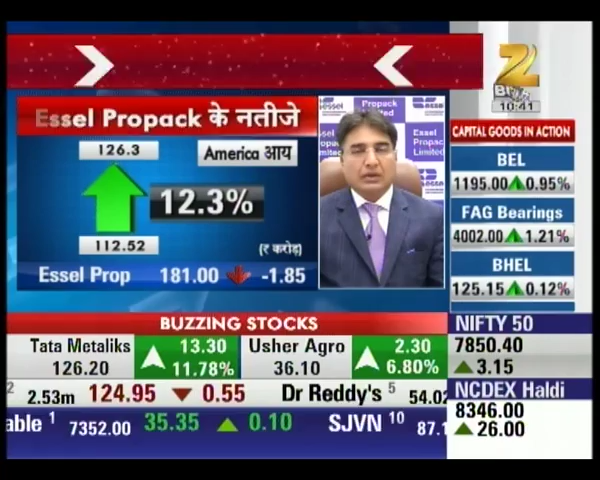 Z
10:41
Essel Propack के नतीजे
126.3
America आय
12.3%
112.52
(₹ करोड़)
Essel Prop 181.00 -1.85
Propack
Essel
Propack
Limited
CAPITAL GOODS IN ACTION
BEL
1195.00 0.95%
FAG Bearings
4002.00 1.21%
BHEL
125.15 0.12%
BUZZING STOCKS
Tata Metaliks 13.30
126.20 11.78%
Usher Agro 2.30
36.10 6.80%
NIFTY 50
7850.40
3.15
NCDEX Haldi
8346.00
26.00
2 2.53m 124.95 0.55 Dr Reddy's 5 54.02
able 1 7352.00 35.35 0.10 SJVN 10 87.1